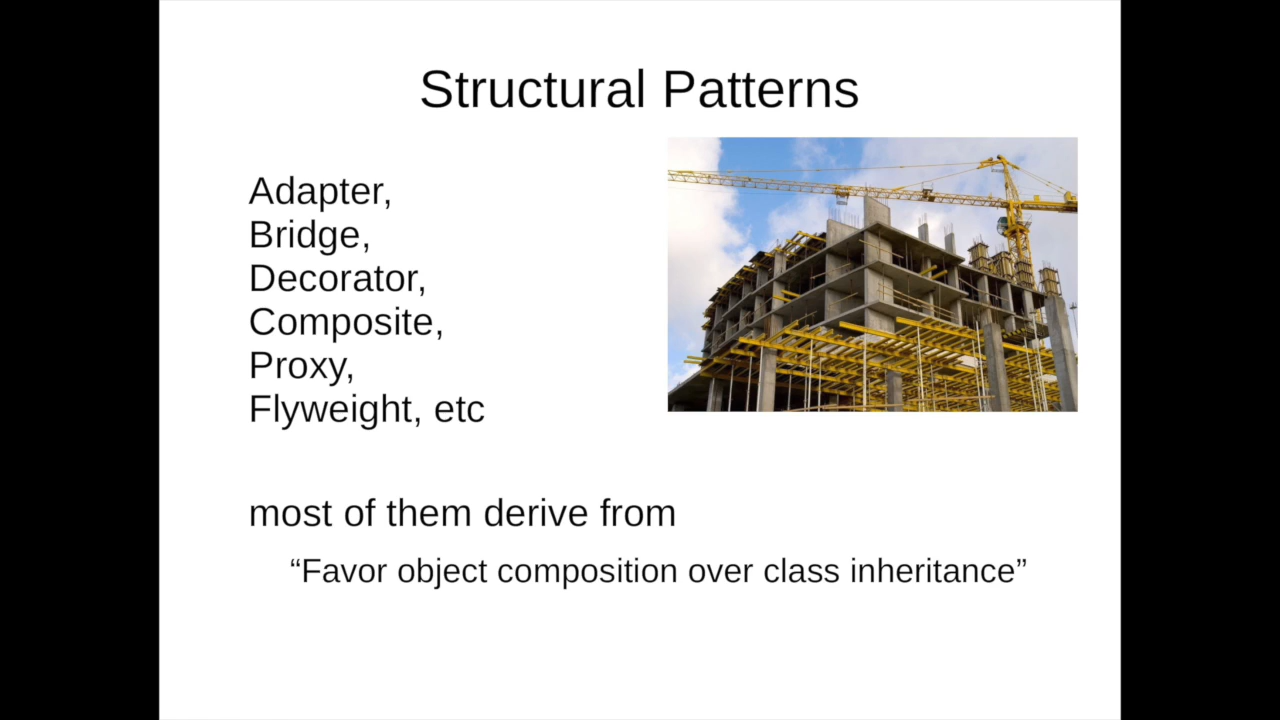 Structural Patterns
Adapter,
Bridge,
Decorator,
Composite,
Proxy,
Flyweight, etc
most of them derive from
“Favor object composition over class inheritance”